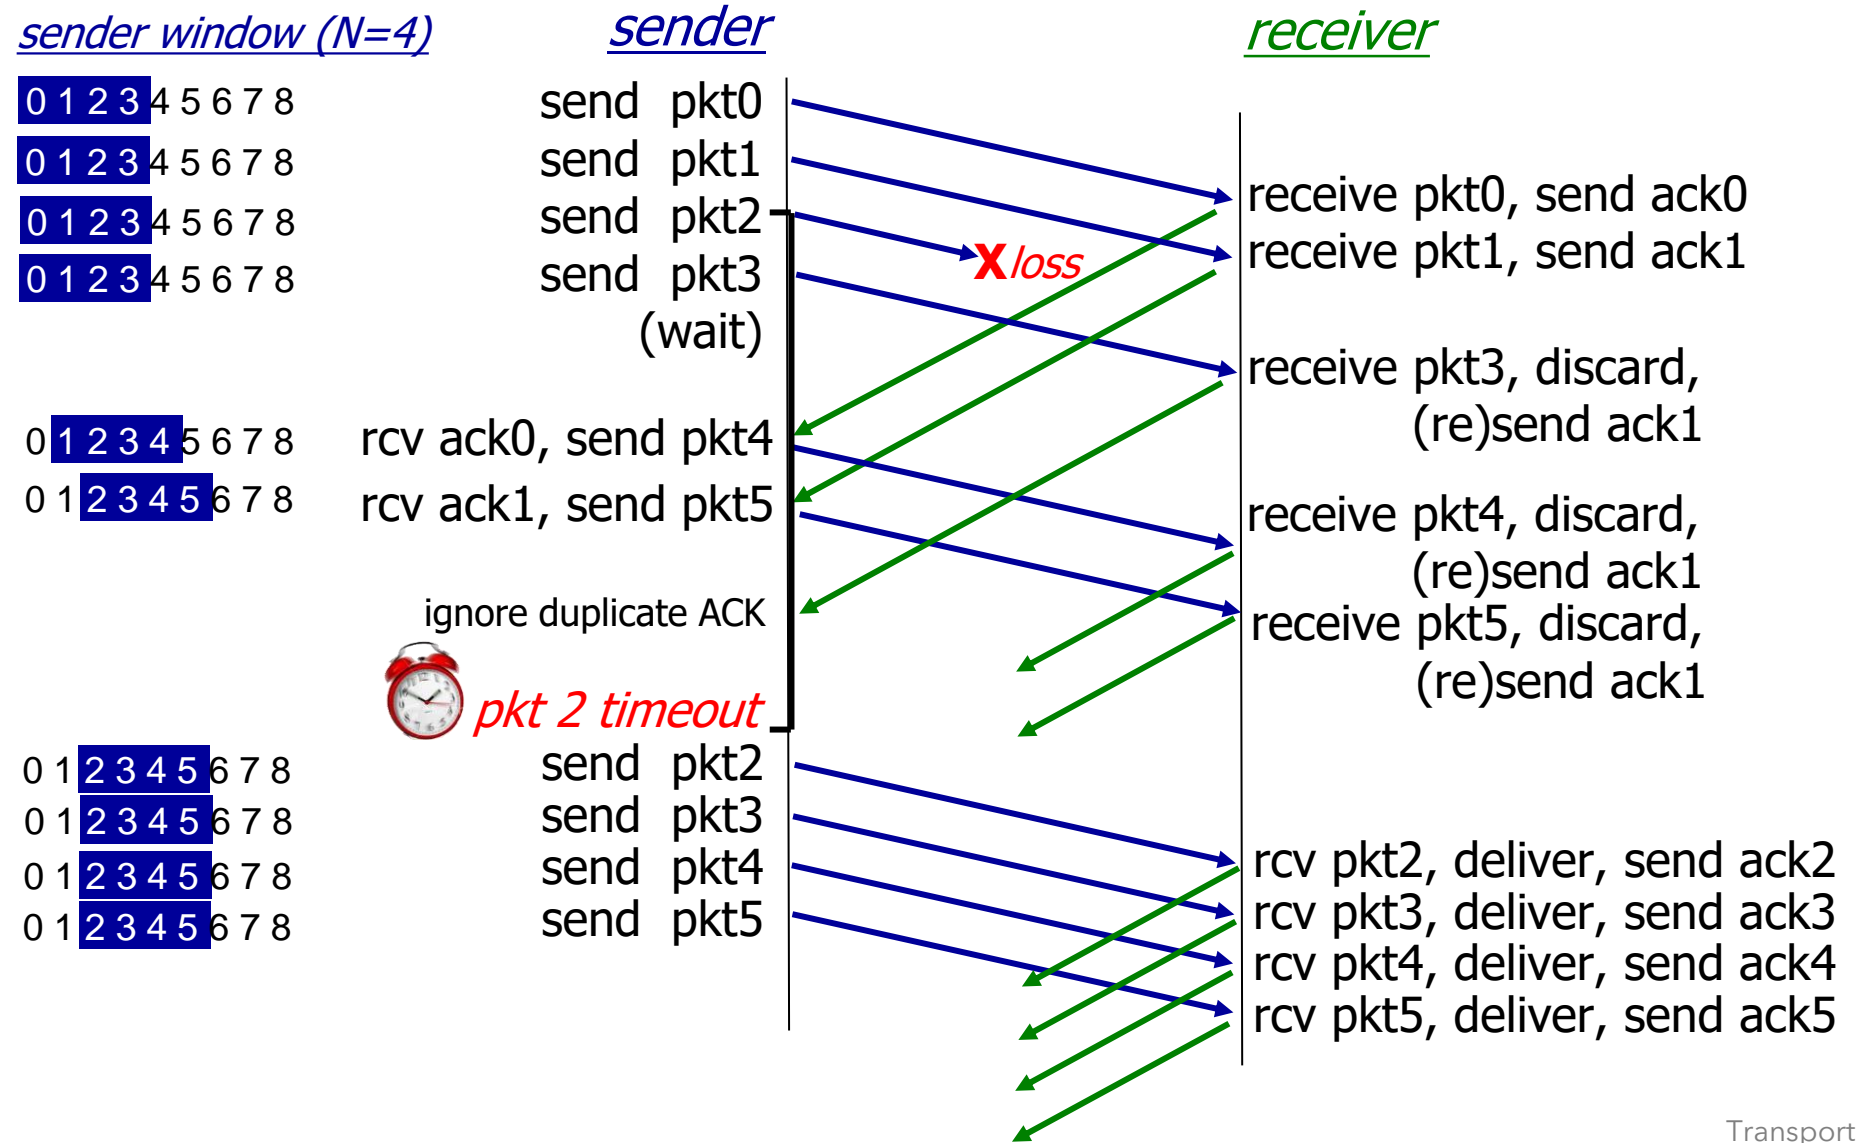 sender window (N=4) sender receiver
0 1 2 3 4 5 6 7 8 send pkt0
0 1 2 3 4 5 6 7 8 send pkt1
receive pkt0, send ack0
0 1 2 3 4 5 6 7 8 send pkt2
X loss
receive pkt1, send ack1
0 1 2 3 4 5 6 7 8 send pkt3
(wait)
receive pkt3, discard,
(re)send ack1
0 1 2 3 4 5 6 7 8 rcv ack0, send pkt4
0 1 2 3 4 5 6 7 8 rcv ack1, send pkt5
receive pkt4, discard,
(re)send ack1
ignore duplicate ACK
receive pkt5, discard,
(re)send ack1
pkt 2 timeout
0 1 2 3 4 5 6 7 8 send pkt2
0 1 2 3 4 5 6 7 8 send pkt3
0 1 2 3 4 5 6 7 8 send pkt4
0 1 2 3 4 5 6 7 8 send pkt5
rcv pkt2, deliver, send ack2
rcv pkt3, deliver, send ack3
rcv pkt4, deliver, send ack4
rcv pkt5, deliver, send ack5
Transport